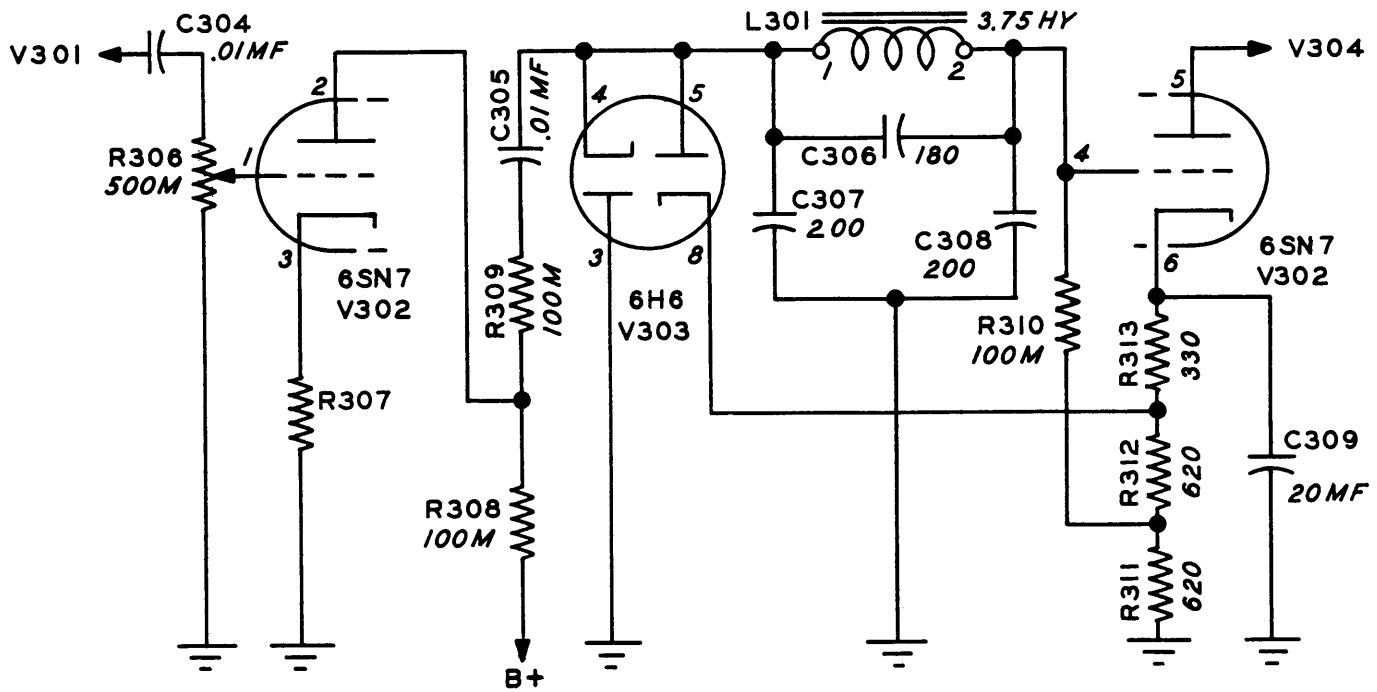 C304
.01MF
V301
L301
3.75 HY
V304
1
2
2
5
C305
.01 MF
4
5
R306
500M
1
C306
180
4
C307
200
C308
200
3
6SN7
V302
3
8
6
6SN7
V302
R309
100M
6H6
V303
R310
100M
R313
330
R307
R312
620
C309
20MF
R308
100M
R311
620
B+